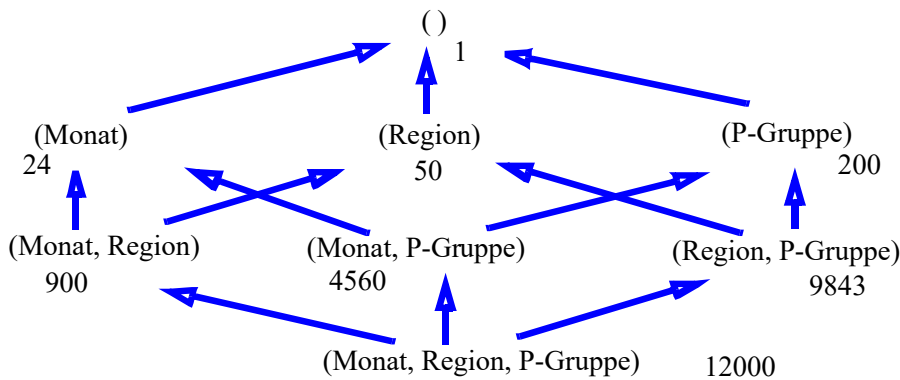 ( )
1
(Monat) (Region) (P-Gruppe)
24 50 200
(Monat, Region) (Monat, P-Gruppe) (Region, P-Gruppe)
900 4560 9843
(Monat, Region, P-Gruppe) 12000